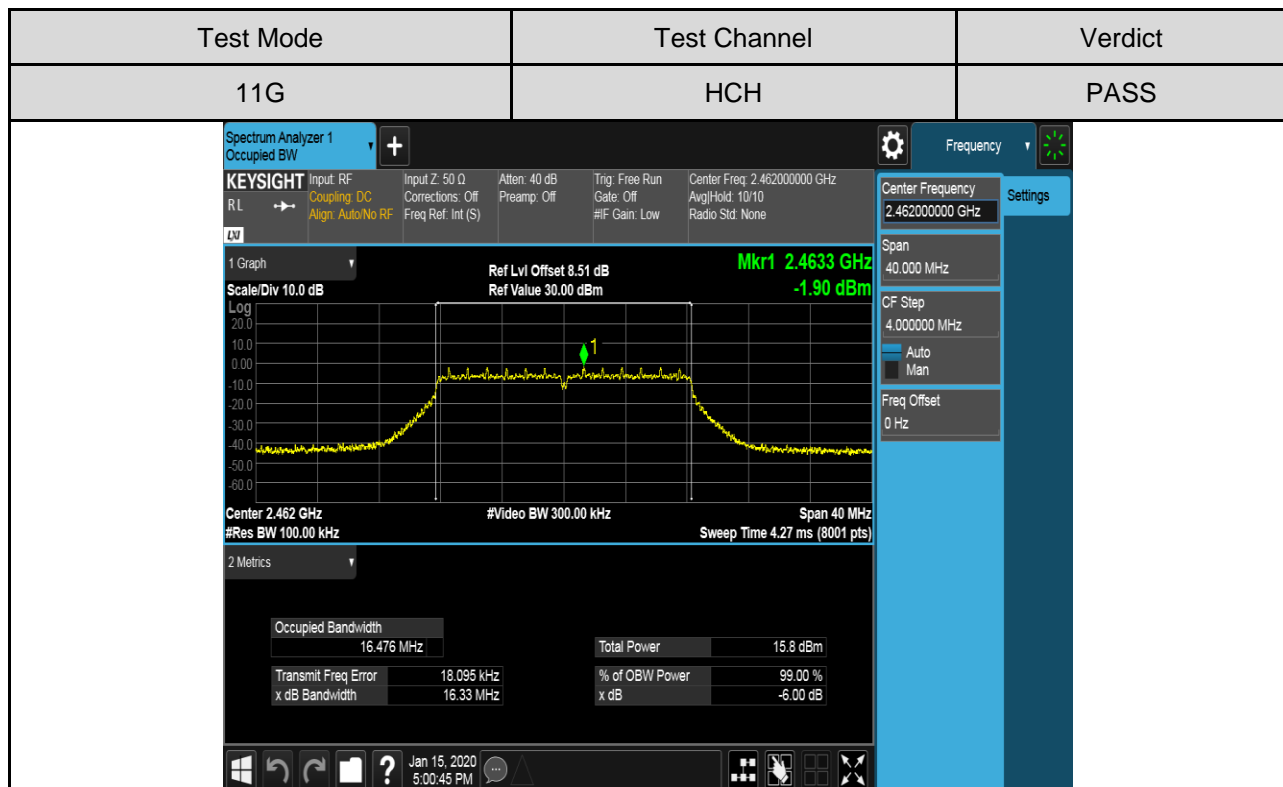 Test Mode Test Channel Verdict
11G HCH PASS
Spectrum Analyzer 1
Occupied BW
+
Frequency
KEYSIGHT Input: RF Input Z: 50 Ω Atten: 40 dB Trig: Free Run Center Freq: 2.462000000 GHz
RL Coupling: DC Corrections: Off Preamp: Off Gate: Off Avg|Hold: 10/10
Align: Auto/No RF Freq Ref: Int (S) #IF Gain: Low Radio Std: None
LXI
Center Frequency
2.462000000 GHz
Settings
Span
40.000 MHz
CF Step
4.000000 MHz
Auto
Man
Freq Offset
0 Hz
1 Graph
Ref Lvl Offset 8.51 dB
Mkr1 2.4633 GHz
Scale/Div 10.0 dB Ref Value 30.00 dBm -1.90 dBm
Log
20.0
10.0
1
0.00
-10.0
-20.0
-30.0
-40.0
-50.0
-60.0
Center 2.462 GHz #Video BW 300.00 kHz Span 40 MHz
#Res BW 100.00 kHz Sweep Time 4.27 ms (8001 pts)
2 Metrics
Occupied Bandwidth
16.476 MHz Total Power 15.8 dBm
Transmit Freq Error 18.095 kHz % of OBW Power 99.00 %
x dB Bandwidth 16.33 MHz x dB -6.00 dB
? Jan 15, 2020
5:00:45 PM